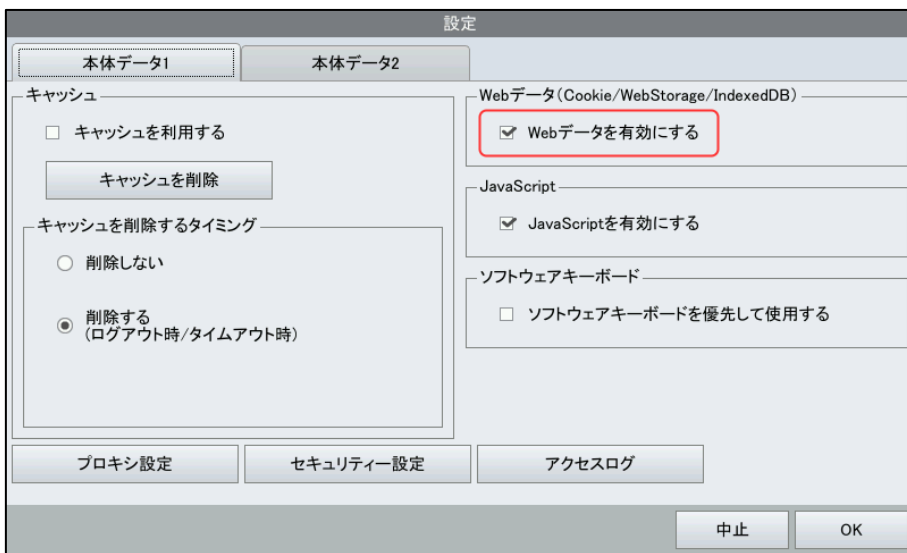 設定
本体データ1
本体データ2
キャッシュ
キャッシュを利用する
キャッシュを削除
キャッシュを削除するタイミング
削除しない
削除する
(ログアウト時/タイムアウト時)
Webデータ(Cookie/WebStorage/IndexedDB)
Webデータを有効にする
JavaScript
JavaScriptを有効にする
ソフトウェアキーボード
ソフトウェアキーボードを優先して使用する
プロキシ設定
セキュリティー設定
アクセスログ
中止
OK